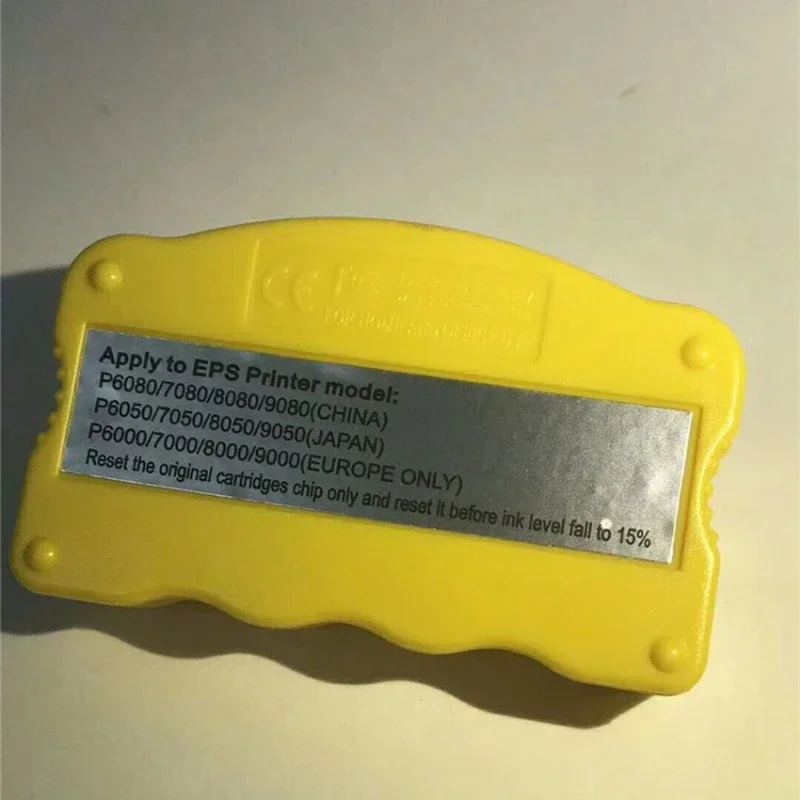 CE
Apply to EPS Printer model:
P6080/7080/8080/9080(CHINA)
P6050/7050/8050/9050(JAPAN)
P6000/7000/8000/9000(EUROPE ONLY)
Reset the original cartridges chip only and reset it before ink level fall to 15%